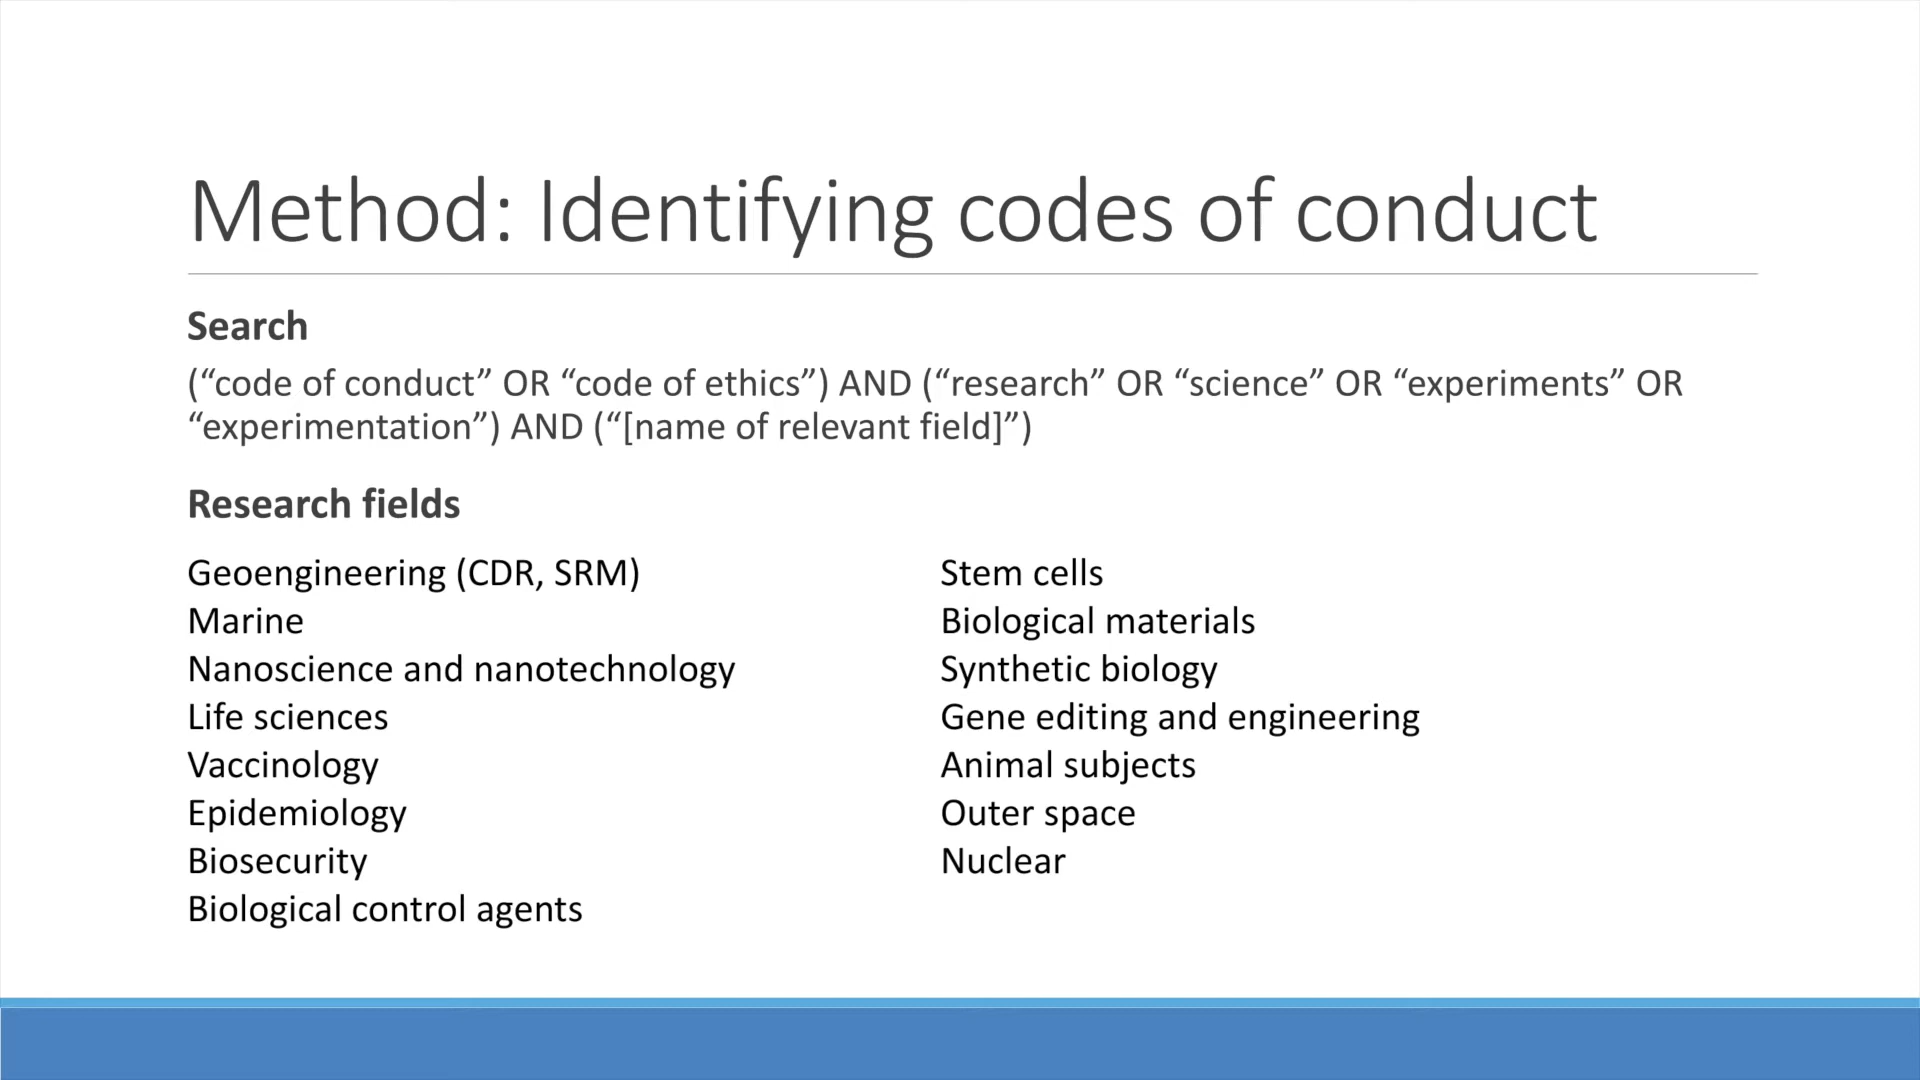 Method: Identifying codes of conduct
Search
(“code of conduct” OR “code of ethics”) AND (“research” OR “science” OR “experiments” OR
“experimentation”) AND (“[name of relevant field]”)
Research fields
Geoengineering (CDR, SRM)
Marine
Nanoscience and nanotechnology
Life sciences
Vaccinology
Epidemiology
Biosecurity
Biological control agents
Stem cells
Biological materials
Synthetic biology
Gene editing and engineering
Animal subjects
Outer space
Nuclear